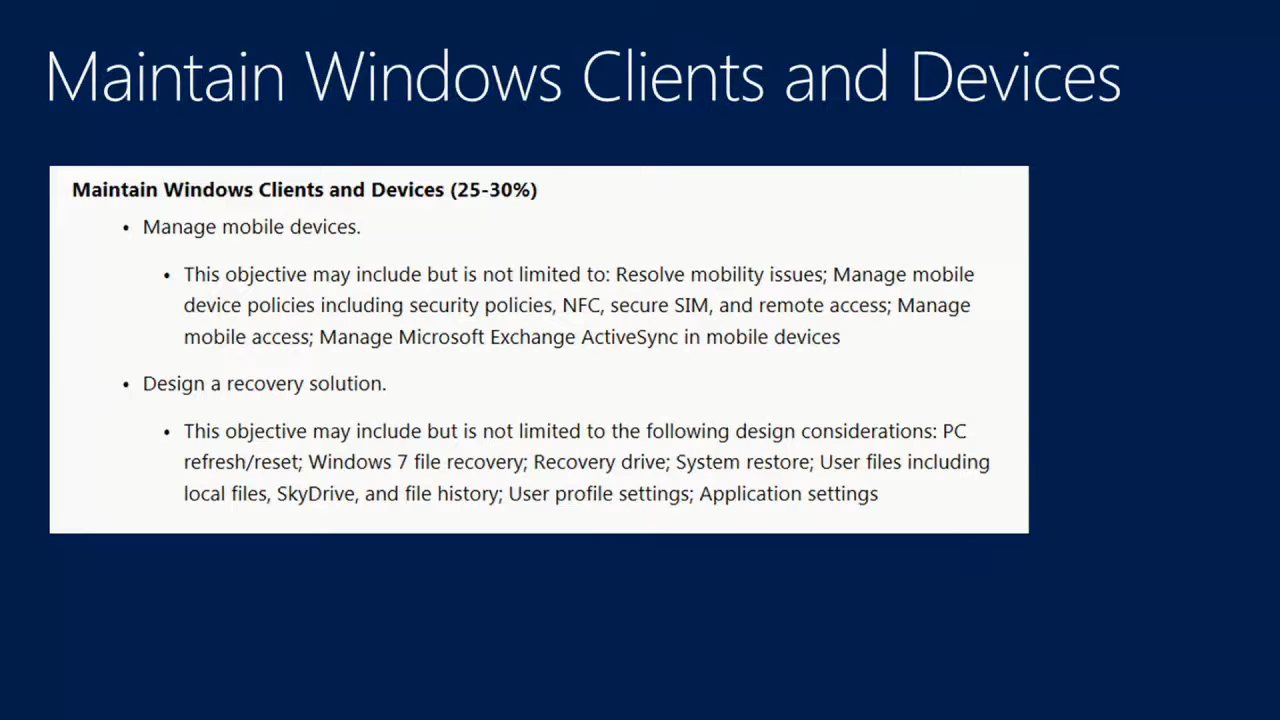 Maintain Windows Clients and Devices
Maintain Windows Clients and Devices (25-30%)
• Manage mobile devices.
• This objective may include but is not limited to: Resolve mobility issues; Manage mobile
device policies including security policies, NFC, secure SIM, and remote access; Manage
mobile access; Manage Microsoft Exchange ActiveSync in mobile devices
• Design a recovery solution.
• This objective may include but is not limited to the following design considerations: PC
refresh/reset; Windows 7 file recovery; Recovery drive; System restore; User files including
local files, SkyDrive, and file history; User profile settings; Application settings